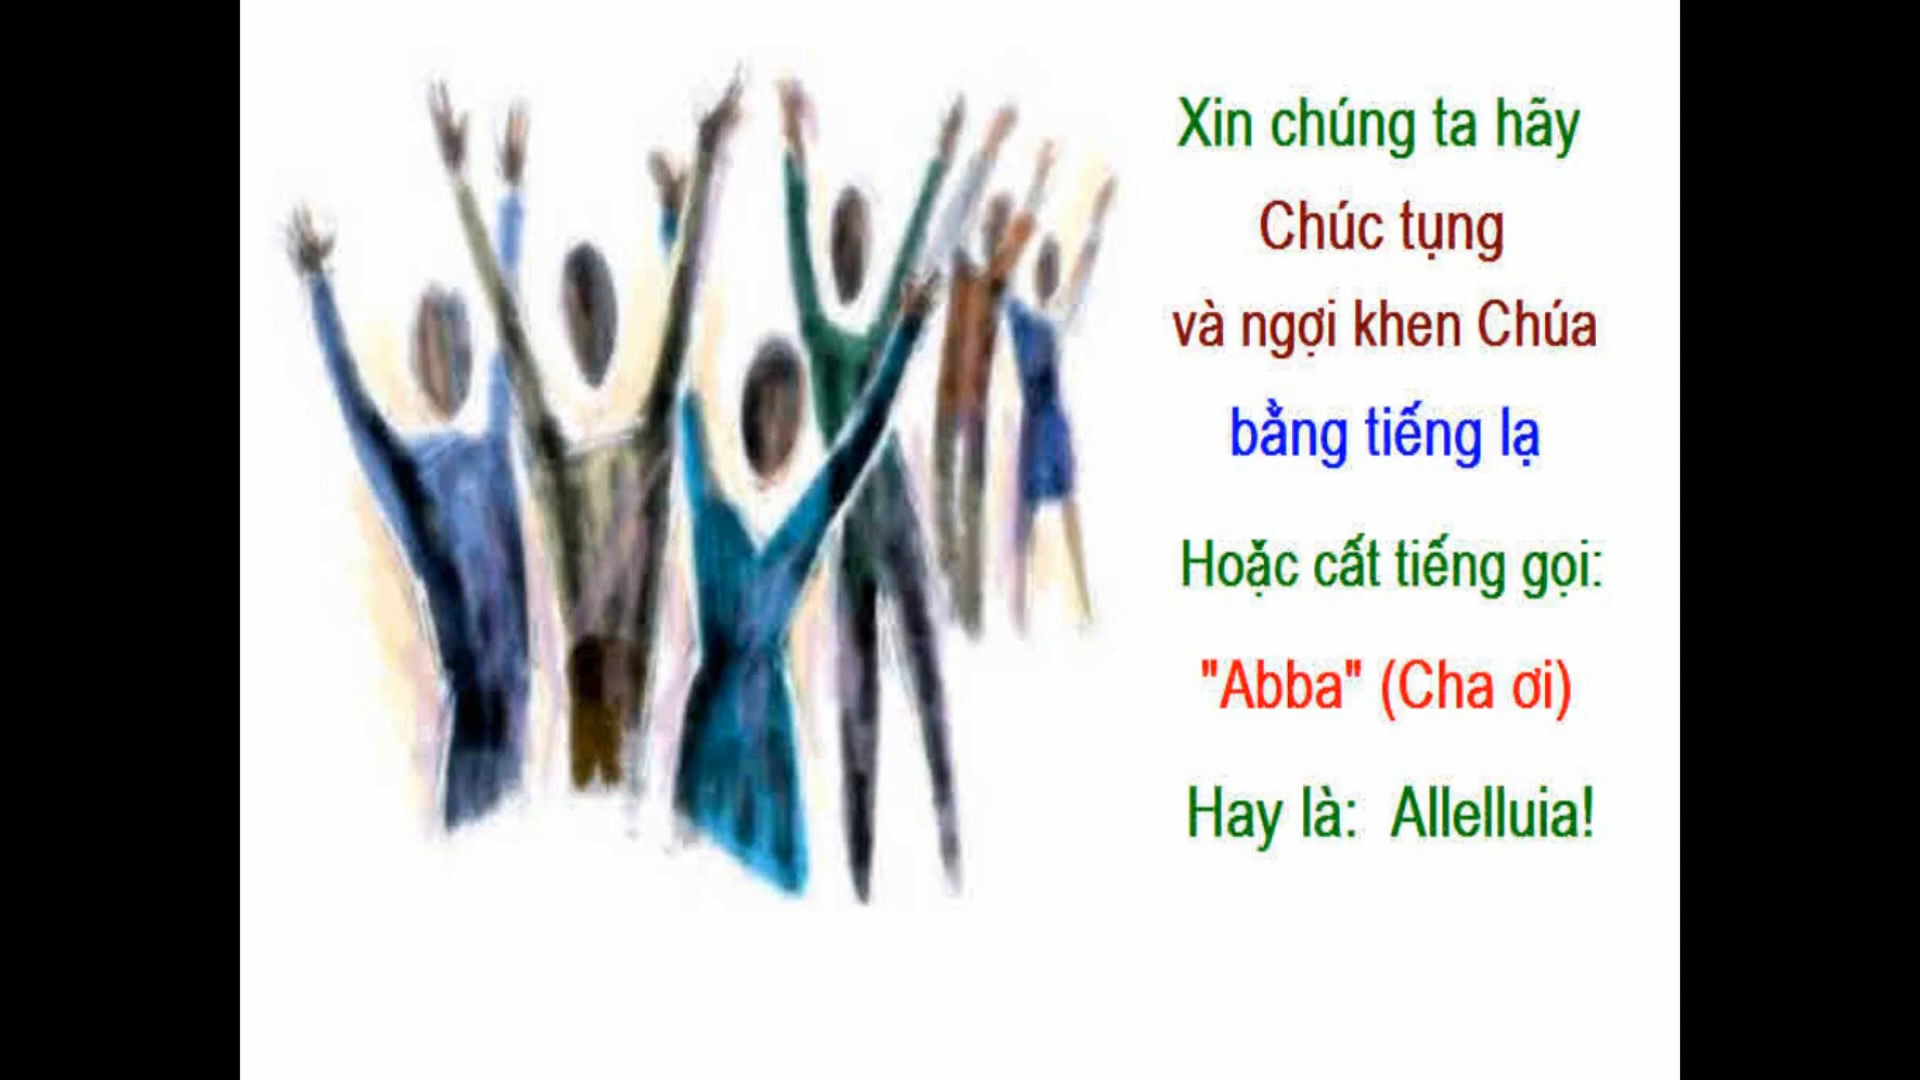 Xin chúng ta hãy
Chúc tụng
và ngợi khen Chúa
bằng tiếng lạ
Hoặc cất tiếng gọi:
"Abba" (Cha ơi)
Hay là: Allelluia!